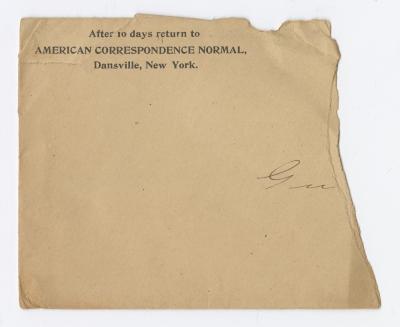 After 10 days return to
AMERICAN CORRESPONDENCE NORMAL,
Dansville, New York.